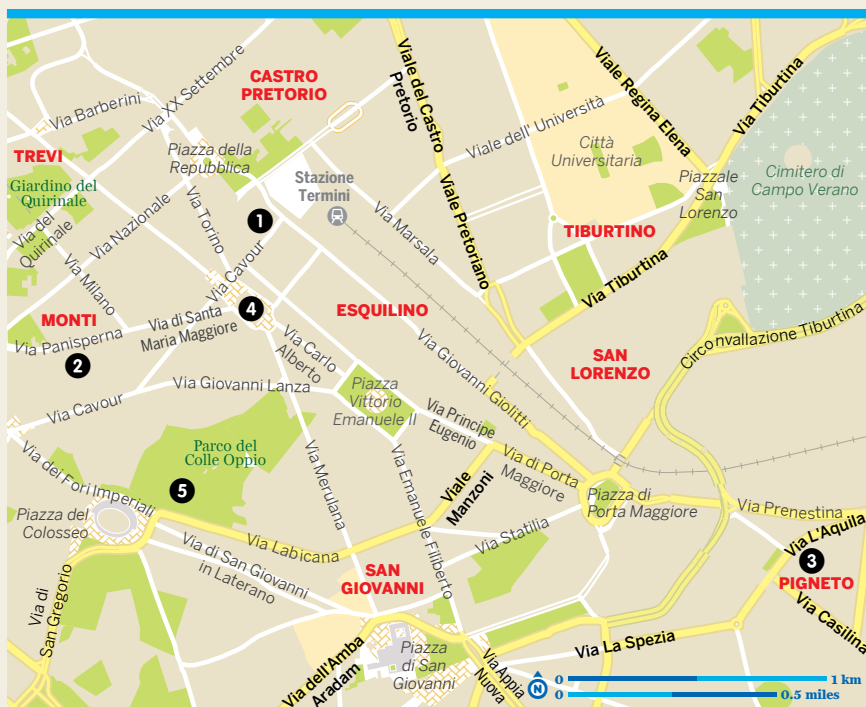 CASTRO
PRETORIO
Via Barberini
Via XX Settembre
Viale del Castro
Pretorio
Viale Regina Elena
Via Tiburtina
Viale dell' Università
TREVI
Piazza della
Repubblica
Città
Universitaria
Cimitero di
Campo Verano
Giardino del
Quirinale
Stazione
Termini
Piazzale
San
Lorenzo
Via del
Quirinale
Via Nazionale
Via Torino
1
Via Marsala
Viale Pretoriano
TIBURTINO
Via Milano
Via Cavour
4
ESQUILINO
Via Tiburtina
MONTI
Via di Santa
Maria Maggiore
Via Panisperna
2
Via Carlo
Alberto
Via Giovanni Giolitti
SAN
LORENZO
Circonvallazione Tiburtina
Via Cavour
Via Giovanni Lanza
Piazza
Vittorio
Emanuele II
Via Principe
Eugenio
Parco del
Colle Oppio
Via Merulana
Via Emanuele Filiberto
Viale
Manzoni
Via di Porta
Maggiore
Via dei Fori Imperiali
5
Piazza del
Colosseo
Piazza di
Porta Maggiore
Via Prenestina
Via L'Aquila
3
PIGNETO
Via Casilina
Via Labicana
Via Statilia
Via di San Giovanni
in Laterano
SAN
GIOVANNI
Via di
San Gregorio
Via dell'Amba
Aradam
Piazza
di San
Giovanni
Via Appia
Nuova
Via La Spezia
N
0 1 km
0 0.5 miles